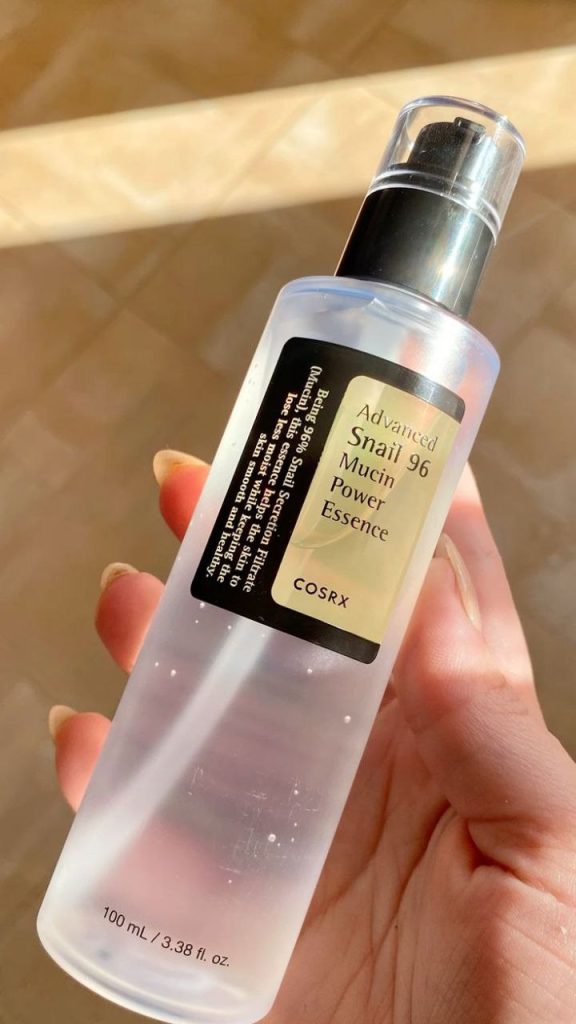 Advanced
Snail 96
Mucin
Power
Essence
COSRX
Being 96% Snail Secretion Filtrate
(Mucin), this essence helps the skin to
lose less moist while keeping the
skin smooth and healthy.
100 mL / 3.38 fl. oz.